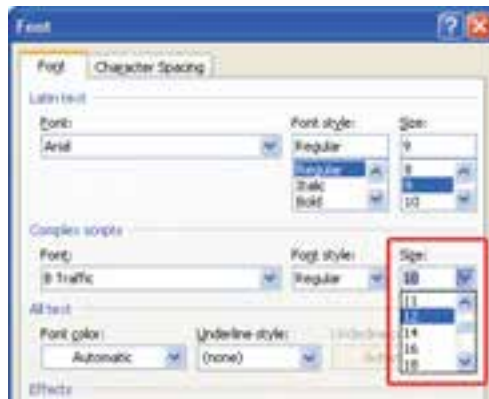 Font
Font Character Spacing
Latin text
Font: Font style: Size:
Arial Regular 9
Regular 8
Italic 9
Bold 10
Complex scripts
Font: Font style: Size:
B Traffic Regular 10
11
12
14
16
18
All text
Font color: Underline style:
Automatic (none)
Effects